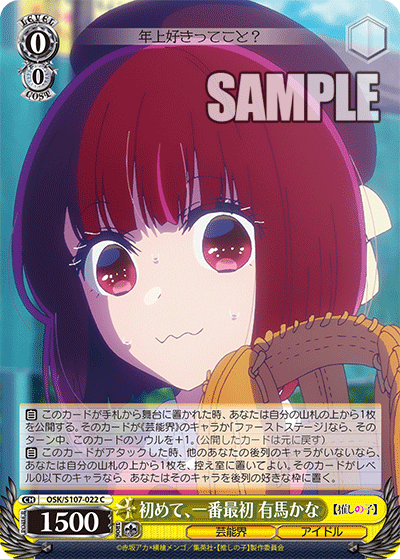 LEVEL
0
0
COST
年上好きってこと?
SAMPLE
自 このカードが手札から舞台に置かれた時、あなたは自分の山札の上から1枚
を公開する。そのカードが《芸能界》のキャラか「ファーストステージ」なら、そ
のターン中、このカードのソウルを+1。(公開したカードは元に戻す)
自 このカードがアタックした時、他のあなたの後列のキャラがいないなら、
あなたは自分の山札の上から1枚を、控え室に置いてよい。そのカードがレベ
ル0以下のキャラなら、そのキャラをあなたの後列の好きな枠に置く。
CH OSK/S107-022 C
1500
初めて、一番最初 有馬かな
【推しの子】
芸能界 アイドル
©赤坂アカ×横槍メンゴ/集英社・【推しの子】製作委員会